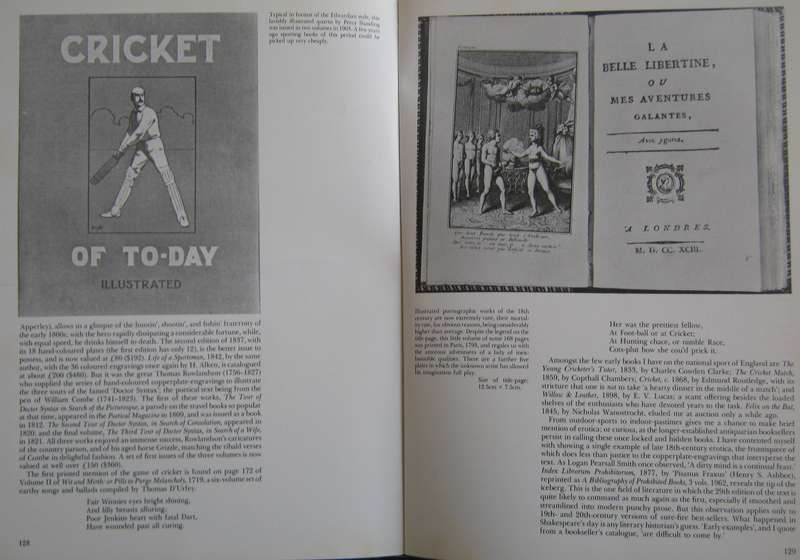 CRICKET
OF TO-DAY
ILLUSTRATED
Typical in format of the Edwardian style, this
lavishly illustrated quarto by Percy Standing
was issued in two volumes in 1903. A few years
ago sporting books of this period could be
picked up very cheaply.
Apperley), allows us a glimpse of the huntin', shootin', and fishin' fraternity of
the early 1800s; with the hero rapidly dissipating a considerable fortune, while,
with equal speed, he drinks himself to death. The second edition of 1837, with
its 18 hand-coloured plates (the first edition has only 12), is the better issue to
possess, and is now valued at £80 ($192). Life of a Sportsman, 1842, by the same
author, with the 36 coloured engravings once again by H. Alken, is catalogued
at about £200 ($480). But it was the great Thomas Rowlandson (1756-1827)
who supplied the series of hand-coloured copperplate-engravings to illustrate
the three tours of the famed 'Doctor Syntax', the poetical text being from the
pen of William Combe (1741-1823). The first of these works, The Tour of
Doctor Syntax in Search of the Picturesque, a parody on the travel books so popular
at that time, appeared in the Poetical Magazine in 1809, and was issued as a book
in 1812. The Second Tour of Doctor Syntax, in Search of Consolation, appeared in
1820; and the final volume, The Third Tour of Doctor Syntax, in Search of a Wife,
in 1821. All three works enjoyed an immense success, Rowlandson's caricatures
of the country parson, and of his aged horse Grizzle, matching the ribald verses
of Combe in delightful fashion. A set of first issues of the three volumes is now
valued at well over £150 ($360).
The first printed mention of the game of cricket is found on page 172 of
Volume II of Wit and Mirth: or Pills to Purge Melancholy, 1719, a six-volume set of
earthy songs and ballads compiled by Thomas D'Urfey.
Fair Winnies eyes bright shining,
And lilly breasts alluring;
Poor Jenkins heart with fatal Dart,
Have wounded past all curing.
128
LA
BELLE LIBERTINE,
OU
MES AVENTURES
GALANTES,
Avec figures.
A LONDRES.
M. D. CC. XCIII.
Illustrated pornographic works of the 18th
century are now extremely rare, their mortal-
ity rate, for obvious reasons, being considerably
higher than average. Despite the legend on the
title-page, this little volume of some 168 pages
was printed in Paris, 1793, and regales us with
the amorous adventures of a lady of inex-
haustible passion. There are a further five
plates in which the unknown artist has allowed
his imagination full play.
Size of title-page:
12.5cm × 7.5cm.
Her was the prettiest fellow,
At Foot-ball or at Cricket;
At Hunting chace, or nimble Race,
Cots-plut how she cou'd prick it.
Amongst the few early books I have on the national sport of England are The
Young Cricketer's Tutor, 1833, by Charles Cowden Clarke; The Cricket Match,
1859, by Copthall Chambers; Cricket, c. 1868, by Edmund Routledge, with its
stricture that one is not to take 'a hearty dinner in the middle of a match'; and
Willow & Leather, 1898, by E. V. Lucas; a scant offering besides the loaded
shelves of the enthusiasts who have devoted years to the task. Felix on the Bat,
1845, by Nicholas Wanostrocht, eluded me at auction only a while ago.
From outdoor-sports to indoor-pastimes gives me a chance to make brief
mention of erotica; or curiosa, as the longer-established antiquarian booksellers
persist in calling these once locked and hidden books. I have contented myself
with showing a single example of late 18th-century erotica, the frontispiece of
which does less than justice to the copperplate-engravings that intersperse the
text. As Logan Pearsall Smith once observed, 'A dirty mind is a continual feast.'
Index Librorum Prohibitorum, 1877, by 'Pisanus Fraxus' (Henry S. Ashbee),
reprinted as A Bibliography of Prohibited Books, 3 vols. 1962, reveals the tip of the
iceberg. This is the one field of literature in which the 29th edition of the text is
quite likely to command as much again as the first, especially if smoothed and
streamlined into modern punchy prose. But this observation applies only to
19th- and 20th-century versions of sure-fire best-sellers. What happened in
Shakespeare's day is any literary historian's guess. 'Early examples', and I quote
from a bookseller's catalogue, 'are difficult to come by.'
129